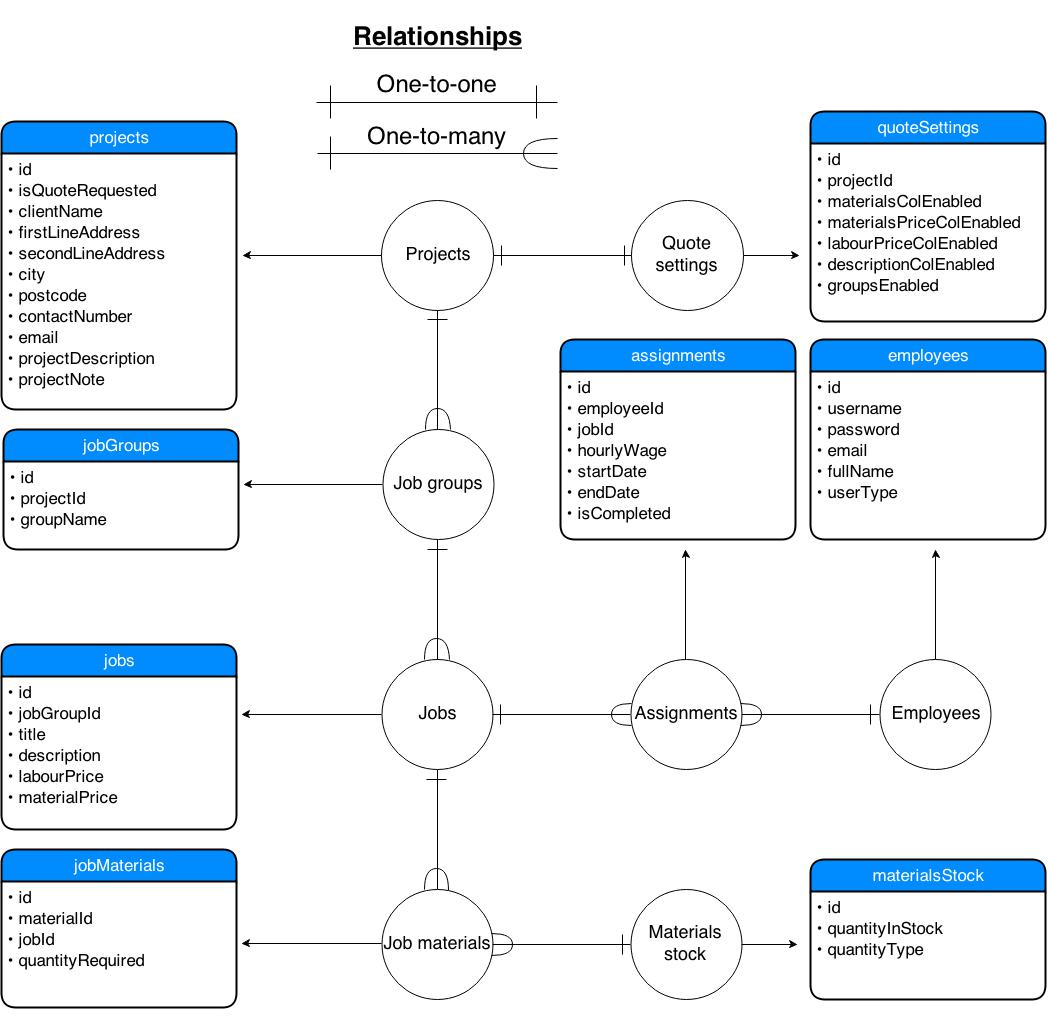 Relationships
One-to-one
One-to-many
projects
• id
• isQuoteRequested
• clientName
• firstLineAddress
• secondLineAddress
• city
• postcode
• contactNumber
• email
• projectDescription
• projectNote
Projects
Quote
settings
quoteSettings
• id
• projectId
• materialsColEnabled
• materialsPriceColEnabled
• labourPriceColEnabled
• descriptionColEnabled
• groupsEnabled
assignments
• id
• employeeId
• jobId
• hourlyWage
• startDate
• endDate
• isCompleted
employees
• id
• username
• password
• email
• fullName
• userType
jobGroups
• id
• projectId
• groupName
Job groups
jobs
• id
• jobGroupId
• title
• description
• labourPrice
• materialPrice
Jobs
Assignments
Employees
jobMaterials
• id
• materialId
• jobId
• quantityRequired
Job materials
Materials
stock
materialsStock
• id
• quantityInStock
• quantityType